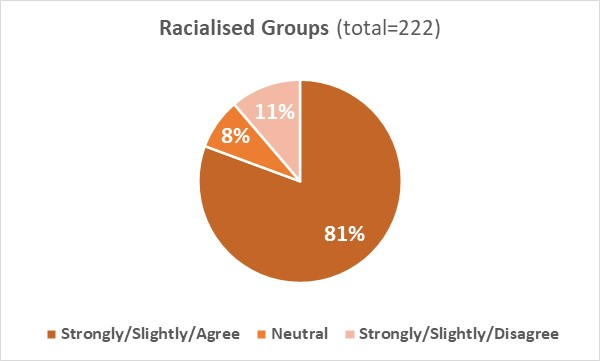 Racialised Groups (total=222)
11%
8%
81%
Strongly/Slightly/Agree Neutral Strongly/Slightly/Disagree